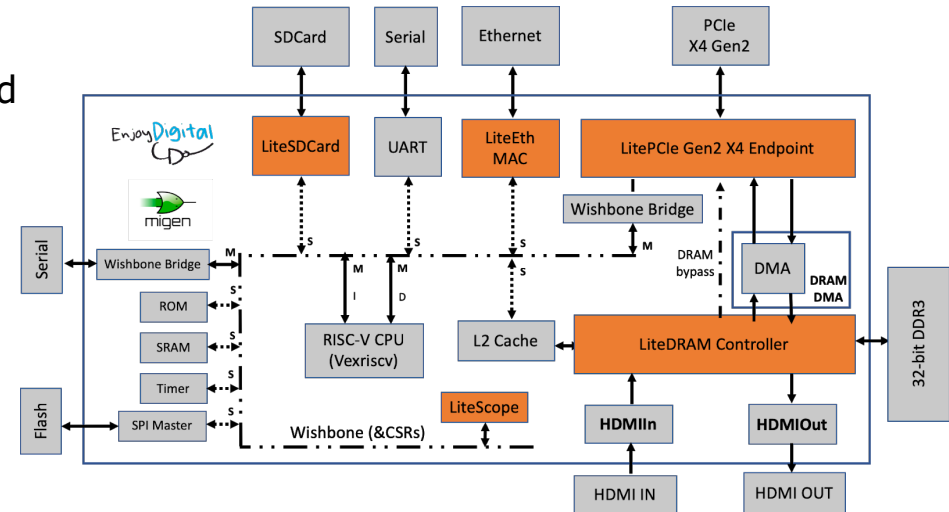 SDCard
Serial
Ethernet
PCIe
X4 Gen2
d
EnjoyDigital
migen
LiteSDCard
UART
LiteEth
MAC
LitePCIe Gen2 X4 Endpoint
Wishbone Bridge
S
S
S
M
Serial
Wishbone Bridge
M
M
M
S
I
D
DRAM
bypass
DMA
DRAM
DMA
ROM
S
SRAM
S
Timer
S
SPI Master
S
Flash
RISC-V CPU
(Vexriscv)
L2 Cache
LiteDRAM Controller
32-bit DDR3
LiteScope
Wishbone (&CSRs)
HDMIIn
HDMIOut
HDMI IN
HDMI OUT